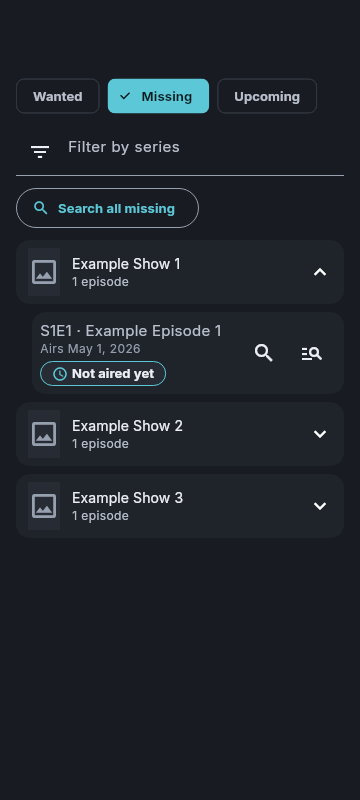 Wanted
Missing
Upcoming
Filter by series
Search all missing
Example Show 1
1 episode
S1E1 · Example Episode 1
Airs May 1, 2026
Not aired yet
Example Show 2
1 episode
Example Show 3
1 episode